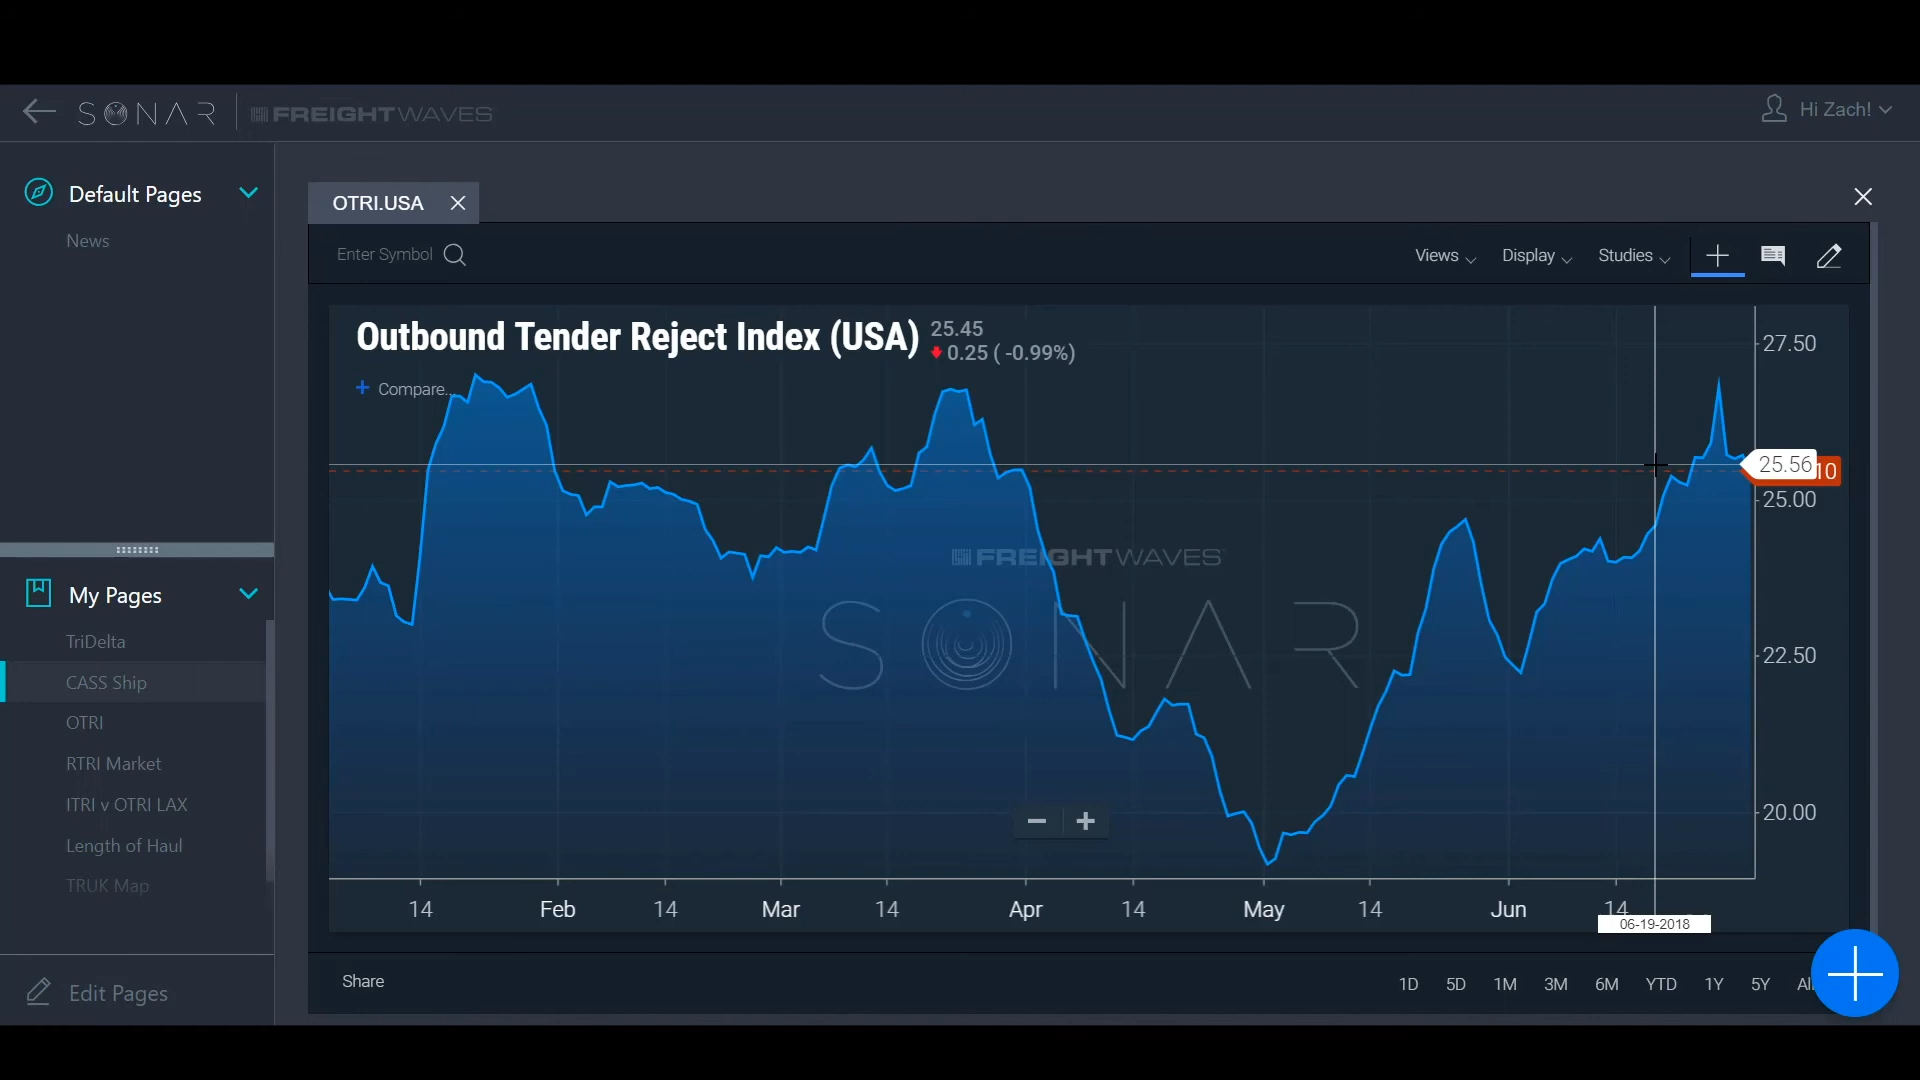 SONAR
FREIGHTWAVES
Hi Zach!
Default Pages
News
OTRI.USA
Enter Symbol
Views
Display
Studies
Outbound Tender Reject Index (USA)
25.45
0.25 ( -0.99%)
Compare...
27.50
25.56
10
25.00
22.50
20.00
FREIGHTWAVES
SONAR
14
Feb
14
Mar
14
Apr
14
May
14
Jun
14
06-19-2018
My Pages
TriDelta
CASS Ship
OTRI
RTRI Market
ITRI v OTRI LAX
Length of Haul
TRUK Map
Edit Pages
Share
1D
5D
1M
3M
6M
YTD
1Y
5Y